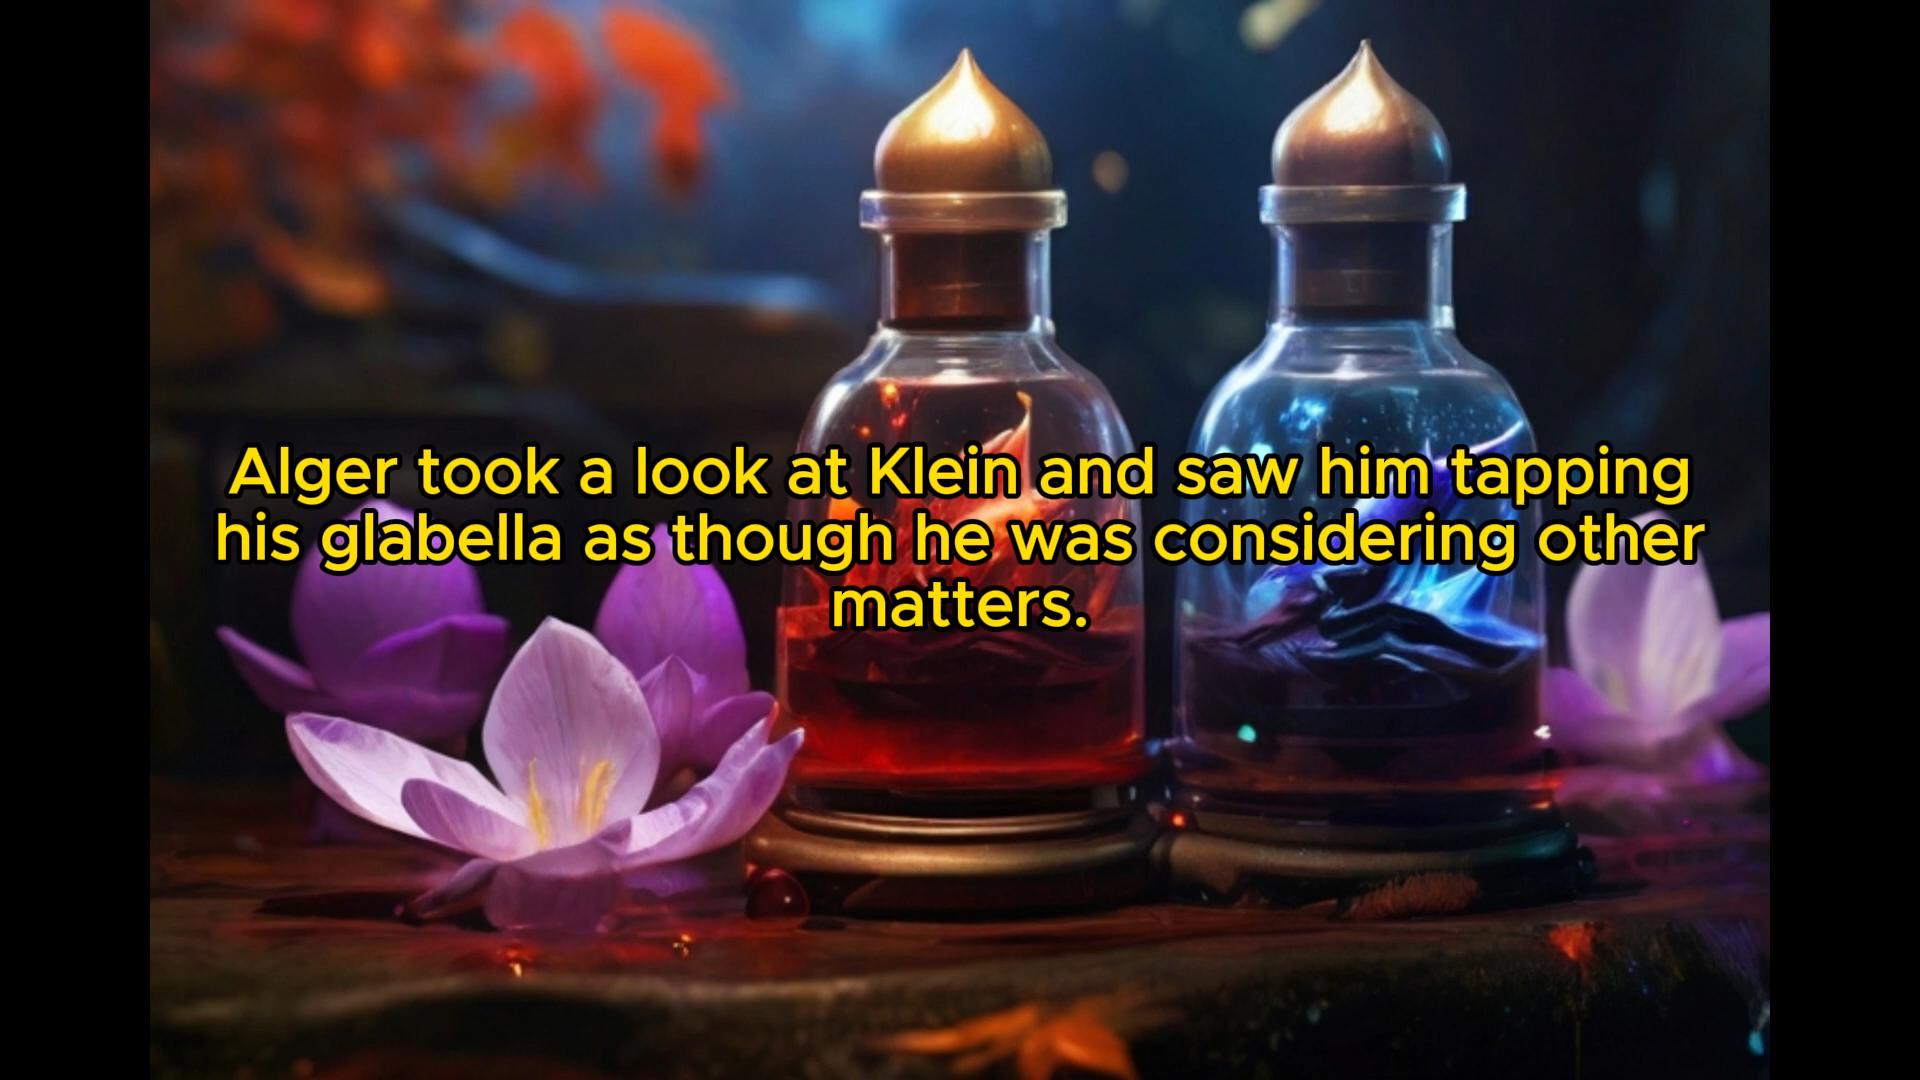 Alger took a look at Klein and saw him tapping
his glabella as though he was considering other
matters.